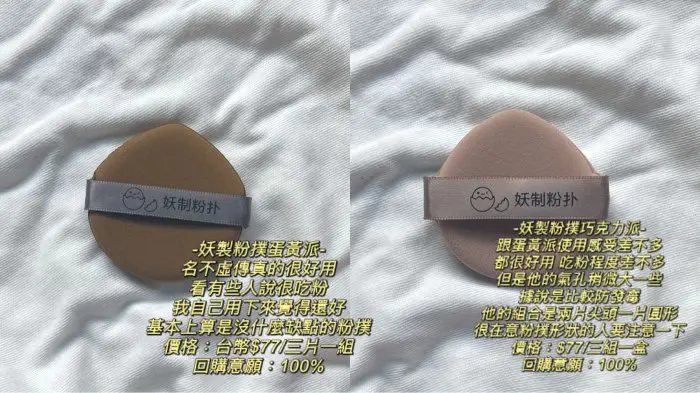 妖制粉扑
-妖製粉撲蛋黃派-
名不虛傳真的很好用
看有些人說很吃粉
我自己用下來覺得還好
基本上算是沒什麼缺點的粉撲
價格：台幣$77/三片一組
回購意願：100%
妖制粉扑
-妖製粉撲巧克力派-
跟蛋黃派使用感受差不多
都很好用 吃粉程度差不多
但是他的氣孔稍微大一些
據說是比較防發霉
他的組合是兩片尖頭一片圓形
很在意粉撲形狀的人要注意一下
價格：$77/三組一盒
回購意願：100%